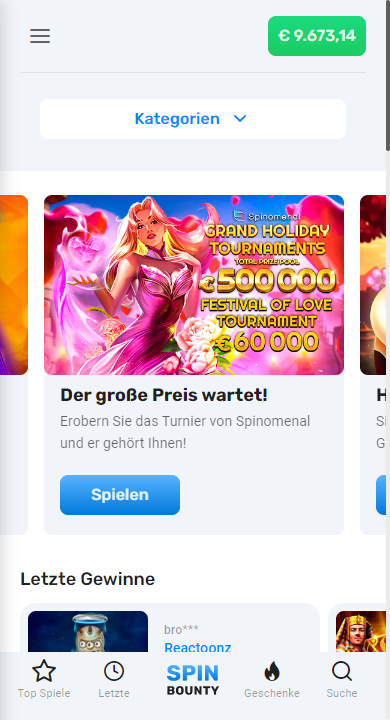 € 9.673,14
Kategorien
Spinomenal
GRAND HOLIDAY
TOURNAMENTS
TOTAL PRIZE POOL
€500 000
FESTIVAL OF LOVE
TOURNAMENT
€60 000
Der große Preis wartet!
Erobern Sie das Turnier von Spinomenal
und er gehört Ihnen!
Spielen
H
G
Letzte Gewinne
bro***
Reactoonz
Top Spiele
Letzte
SPIN
BOUNTY
Geschenke
Suche